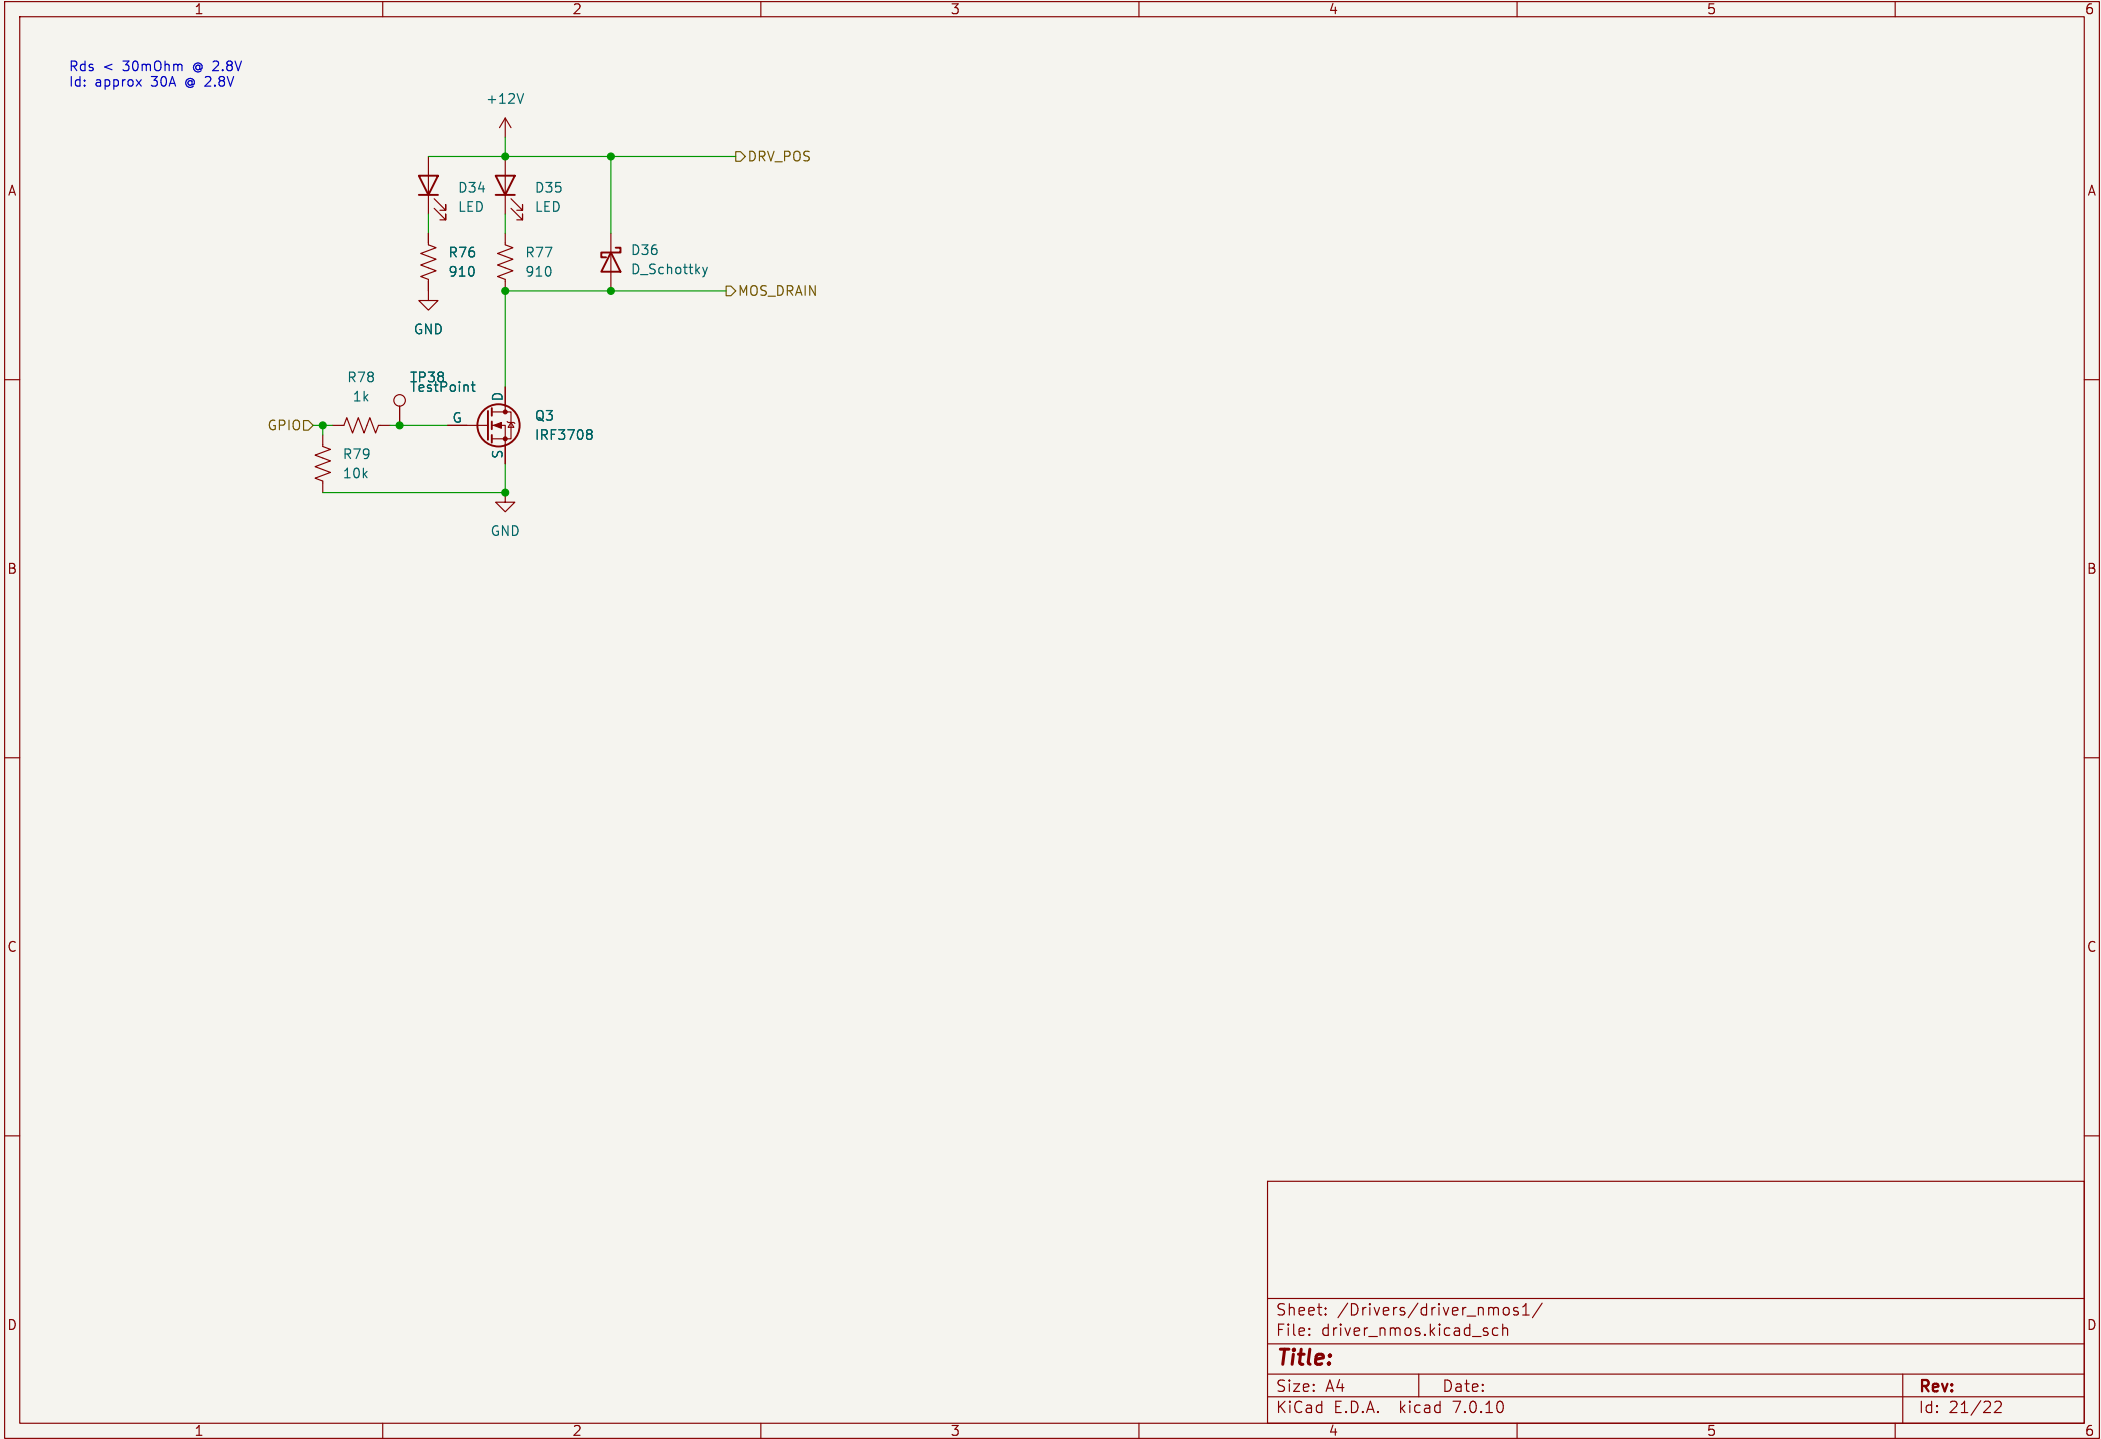 1 2 3 4 5 6
Rds < 30mOhm @ 2.8V
Id: approx 30A @ 2.8V
+12V
DRV_POS
A A
D34
LED
D35
LED
R76
910
R77
910
D36
D_Schottky
MOS_DRAIN
GND
R78
1k
TP38
TestPoint
D
G
S
Q3
IRF3708
GPIO
R79
10k
GND
B B
C C
Sheet: /Drivers/driver_nmos1/
File: driver_nmos.kicad_sch
D D
Title:
Size: A4 Date: Rev:
KiCad E.D.A. kicad 7.0.10 Id: 21/22
1 2 3 4 5 6